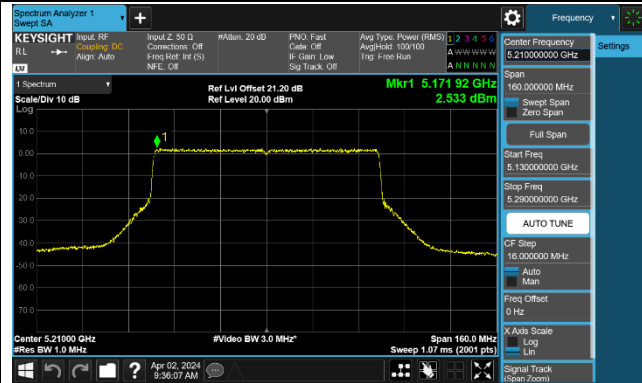 Spectrum Analyzer 1
Swept SA
+
Frequency
KEYSIGHT
RL
LXI
Input: RF
Coupling: DC
Align: Auto
Input Z: 50 Ω
Corrections: Off
Freq Ref: Int (S)
NFE: Off
#Atten: 20 dB
PNO: Fast
Gate: Off
IF Gain: Low
Sig Track: Off
Avg Type: Power (RMS)
Avg|Hold: 100/100
Trig: Free Run
1 2 3 4 5 6
A W W W W W
A N N N N N
Center Frequency
5.210000000 GHz
Settings
1 Spectrum
Scale/Div 10 dB
Ref Lvl Offset 21.20 dB
Ref Level 20.00 dBm
Mkr1 5.171 92 GHz
2.533 dBm
Span
160.000000 MHz
Swept Span
Zero Span
Full Span
Start Freq
5.130000000 GHz
Stop Freq
5.290000000 GHz
AUTO TUNE
CF Step
16.000000 MHz
Auto
Man
Freq Offset
0 Hz
X Axis Scale
Log
Lin
Signal Track
(Span Zoom)
Log
10.0
0.00
-10.0
-20.0
-30.0
-40.0
-50.0
-60.0
-70.0
1
Center 5.21000 GHz
#Res BW 1.0 MHz
#Video BW 3.0 MHz*
Span 160.0 MHz
Sweep 1.07 ms (2001 pts)
?
Apr 02, 2024
9:36:07 AM